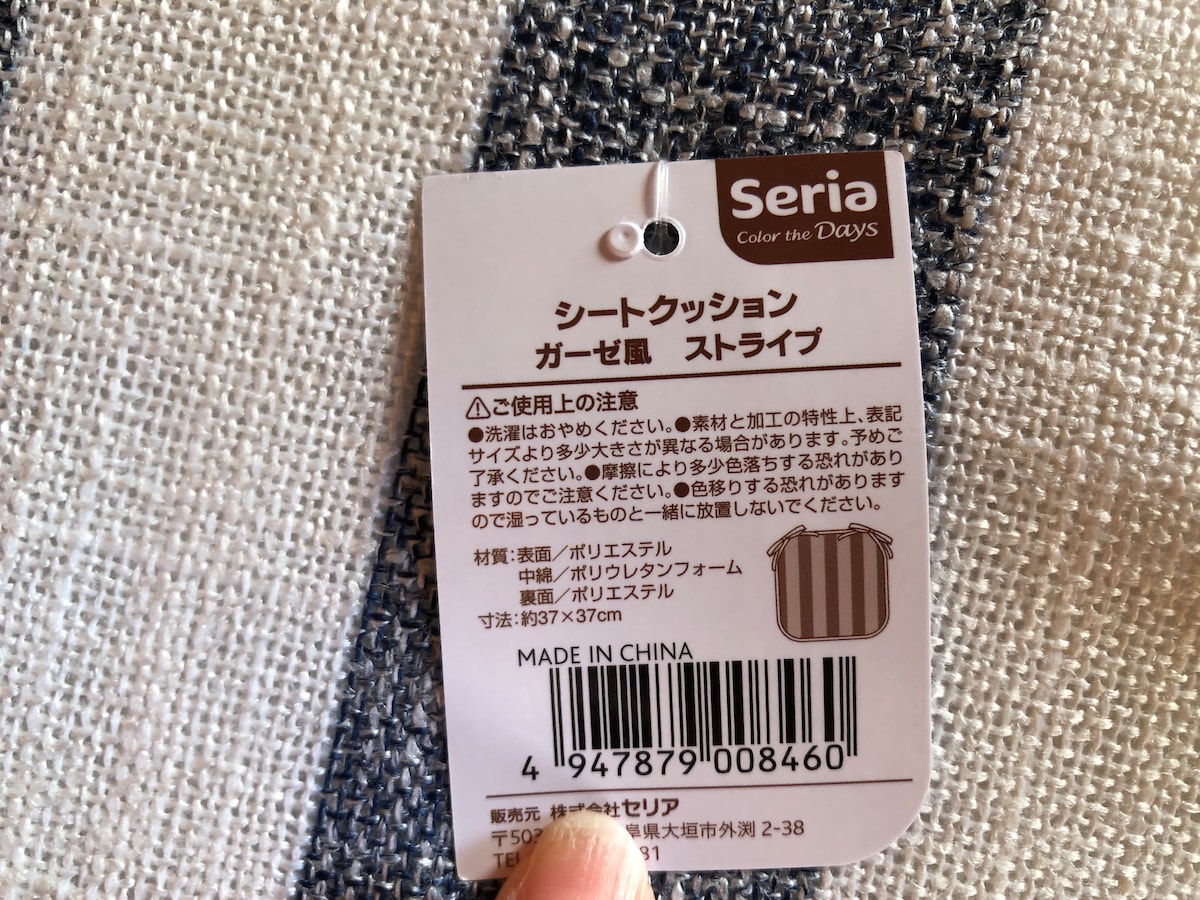 Seria
Color the Days
シートクッション
ガーゼ風 ストライプ
⚠ご使用上の注意
●洗濯はおやめください。●素材と加工の特性上、表記
サイズより多少大きさが異なる場合があります。予めご
了承ください。●摩擦により多少色落ちする恐れがあり
ますのでご注意ください。●色移りする恐れがあります
ので湿っているものと一緒に放置しないでください。
材質:表面/ポリエステル
中綿/ポリウレタンフォーム
裏面/ポリエステル
寸法:約37×37cm
MADE IN CHINA
4 947879 008460
販売元 株式会社セリア
〒503 阜県大垣市外渕 2-38
TEL 81